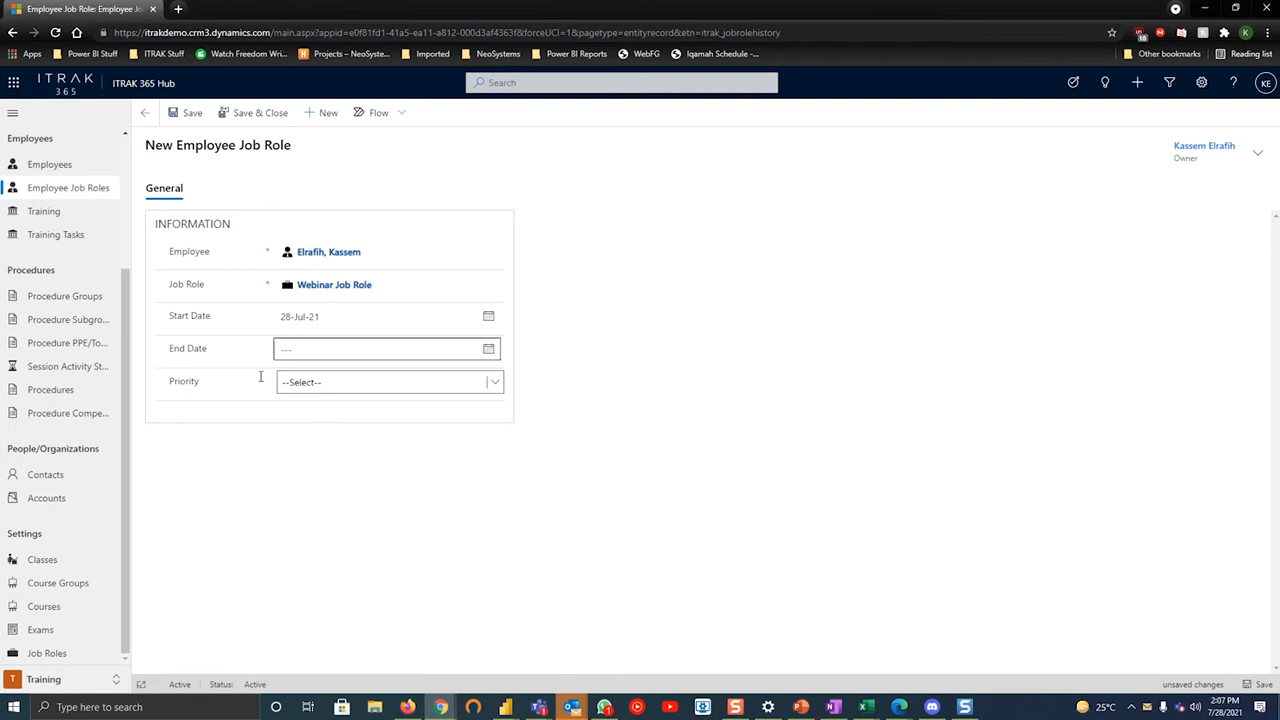 Employee Job Role: Employee Jo
https://itrakdemo.crm3.dynamics.com/main.aspx?appid=e0f81fd1-41a5-ea11-a812-000d3af4363f&forceUCI=1&pagetype=entityrecord&etn=itrak_jobrolehistory
Apps
Power BI Stuff
ITRAK Stuff
Watch Freedom Writ...
Projects – NeoSyste...
Imported
NeoSystems
Power BI Reports
WebFG
Iqamah Schedule -...
Other bookmarks
Reading list
ITRAK
365
ITRAK 365 Hub
Search
KE
Save
Save & Close
New
Flow
New Employee Job Role
Kassem Elrafih
Owner
General
INFORMATION
Employee * Elrafih, Kassem
Job Role * Webinar Job Role
Start Date 28-Jul-21
End Date ---
Priority --Select--
Employees
Employees
Employee Job Roles
Training
Training Tasks
Procedures
Procedure Groups
Procedure Subgro...
Procedure PPE/To...
Session Activity St...
Procedures
Procedure Compe...
People/Organizations
Contacts
Accounts
Settings
Classes
Course Groups
Courses
Exams
Job Roles
T Training
Active
Status: Active
unsaved changes
Save
Type here to search
25°C
2:07 PM
7/28/2021